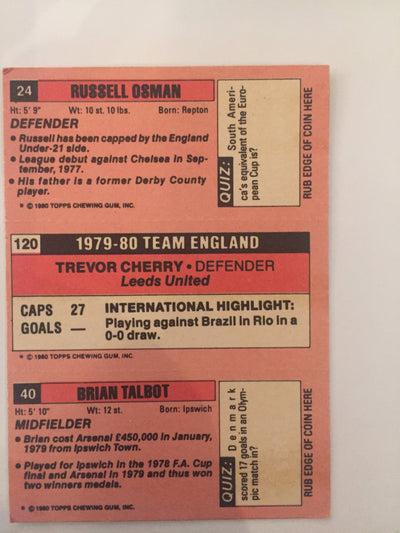 24 RUSSELL OSMAN
Ht: 5' 9" Wt: 10 st. 10 lbs. Born: Repton
DEFENDER
• Russell has been capped by the England
Under-21 side.
• League debut against Chelsea in Sep-
tember, 1977.
• His father is a former Derby County
player.
* © 1980 TOPPS CHEWING GUM, INC.
QUIZ: South Ameri-
ca's equivalent of the Euro-
pean Cup is?
RUB EDGE OF COIN HERE
120 1979-80 TEAM ENGLAND
TREVOR CHERRY • DEFENDER
Leeds United
CAPS 27
GOALS —
INTERNATIONAL HIGHLIGHT:
Playing against Brazil in Rio in a
0-0 draw.
* © 1980 TOPPS CHEWING GUM, INC.
40 BRIAN TALBOT
Ht: 5' 10" Wt: 12 st. Born: Ipswich
MIDFIELDER
• Brian cost Arsenal £450,000 in January,
1979 from Ipswich Town.
• Played for Ipswich in the 1978 F.A. Cup
final and Arsenal in 1979 and thus won
two winners medals.
* © 1980 TOPPS CHEWING GUM, INC.
QUIZ: Denmark
scored 17 goals in an Olym-
pic match in?
RUB EDGE OF COIN HERE